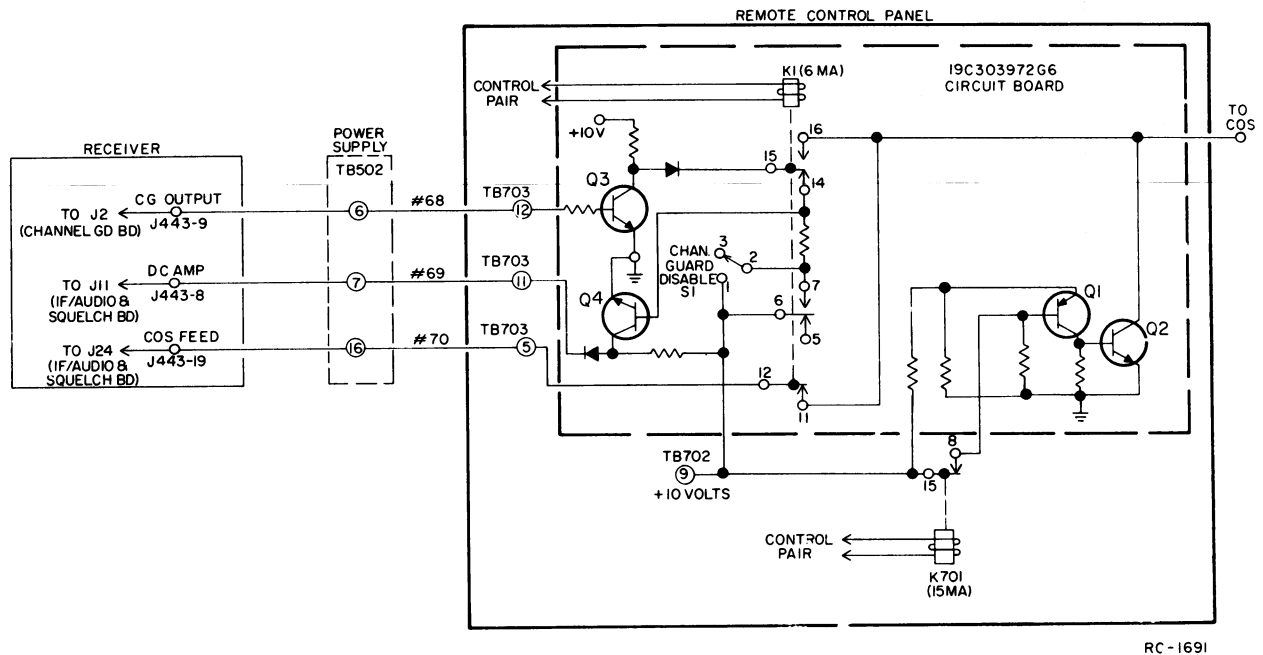 REMOTE CONTROL PANEL
19C303972G6
CIRCUIT BOARD
K1(6 MA)
CONTROL
PAIR
TO
COS
+10V
16
15
14
RECEIVER
POWER
SUPPLY
TB502
Q3
CG OUTPUT
TO J2
(CHANNEL GD BD)
J443-9
6
#68
TB703
12
CHAN.
GUARD
DISABLE
S1
3
2
1
7
6
5
DC AMP
TO J11
(IF/AUDIO &
SQUELCH BD)
J443-8
7
#69
TB703
11
Q4
Q1
Q2
COS FEED
TO J24
(IF/AUDIO &
SQUELCH BD)
J443-19
16
#70
TB703
5
12
11
TB702
9
+10 VOLTS
8
15
CONTROL
PAIR
K701
(15MA)
RC-1691